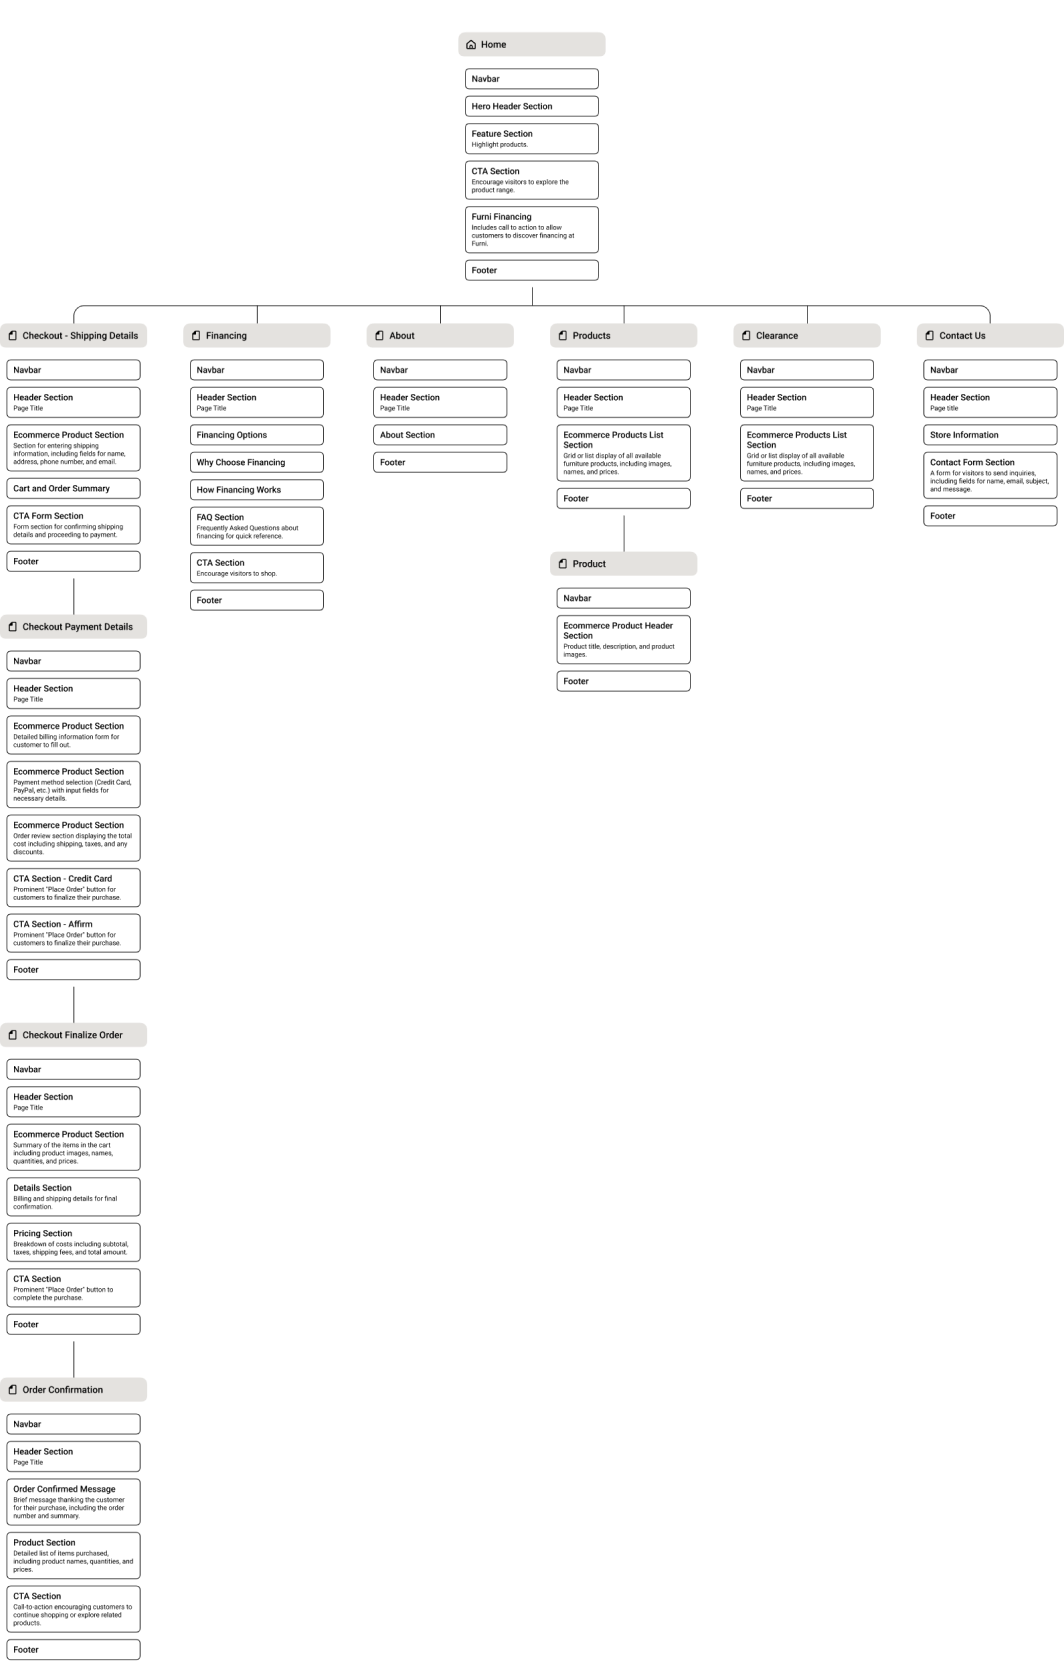 Home
Navbar
Hero Header Section
Feature Section
Highlight products.
CTA Section
Encourage visitors to explore the
product range.
Furni Financing
Includes call to action to allow
customers to discover financing at
Furni.
Footer
Checkout - Shipping Details
Navbar
Header Section
Page Title
Ecommerce Product Section
Section for entering shipping
information, including fields for name,
address, phone number, and email.
Cart and Order Summary
CTA Form Section
Form section for confirming shipping
details and proceeding to payment.
Footer
Checkout Payment Details
Navbar
Header Section
Page Title
Ecommerce Product Section
Detailed billing information form for
customer to fill out.
Ecommerce Product Section
Payment method selection (Credit Card,
PayPal, etc.) with input fields for
necessary details.
Ecommerce Product Section
Order review section displaying the total
cost including shipping, taxes, and any
discounts.
CTA Section - Credit Card
Prominent "Place Order" button for
customers to finalize their purchase.
CTA Section - Affirm
Prominent "Place Order" button for
customers to finalize their purchase.
Footer
Checkout Finalize Order
Navbar
Header Section
Page Title
Ecommerce Product Section
Summary of the items in the cart
including product images, names,
quantities, and prices.
Details Section
Billing and shipping details for final
confirmation.
Pricing Section
Breakdown of costs including subtotal,
taxes, shipping fees, and total amount.
CTA Section
Prominent "Place Order" button to
complete the purchase.
Footer
Order Confirmation
Navbar
Header Section
Page Title
Order Confirmed Message
Brief message thanking the customer
for their purchase, including the order
number and summary.
Product Section
Detailed list of items purchased,
including product names, quantities, and
prices.
CTA Section
Call-to-action encouraging customers to
continue shopping or explore related
products.
Footer
Financing
Navbar
Header Section
Page Title
Financing Options
Why Choose Financing
How Financing Works
FAQ Section
Frequently Asked Questions about
financing for quick reference.
CTA Section
Encourage visitors to shop.
Footer
About
Navbar
Header Section
Page Title
About Section
Footer
Products
Navbar
Header Section
Page Title
Ecommerce Products List
Section
Grid or list display of all available
furniture products, including images,
names, and prices.
Footer
Product
Navbar
Ecommerce Product Header
Section
Product title, description, and product
images.
Footer
Clearance
Navbar
Header Section
Page Title
Ecommerce Products List
Section
Grid or list display of all available
furniture products, including images,
names, and prices.
Footer
Contact Us
Navbar
Header Section
Page title
Store Information
Contact Form Section
A form for visitors to send inquiries,
including fields for name, email, subject,
and message.
Footer